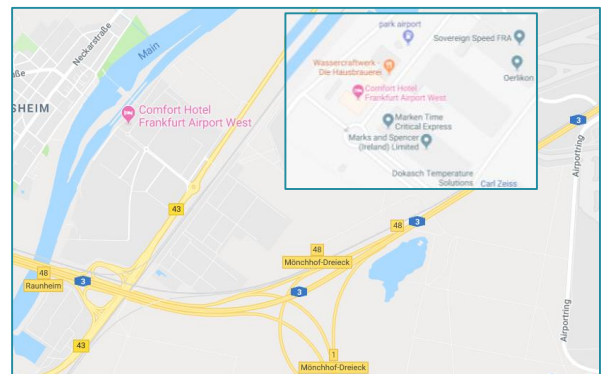 Neckarstraße
Main
aße
SHEIM
Comfort Hotel
Frankfurt Airport West
park airport
Sovereign Speed FRA
Wassercraftwerk -
Die Hausbrauerei
Oerlikon
Comfort Hotel
Frankfurt Airport West
Marken Time
Critical Express
Marks and Spencer
(Ireland) Limited
Dokasch Temperature
Solutions
Carl Zeiss
3
Airportring
43
48
3
48
Mönchhof-Dreieck
48
Raunheim
3
3
Airportring
43
1
Mönchhof-Dreieck